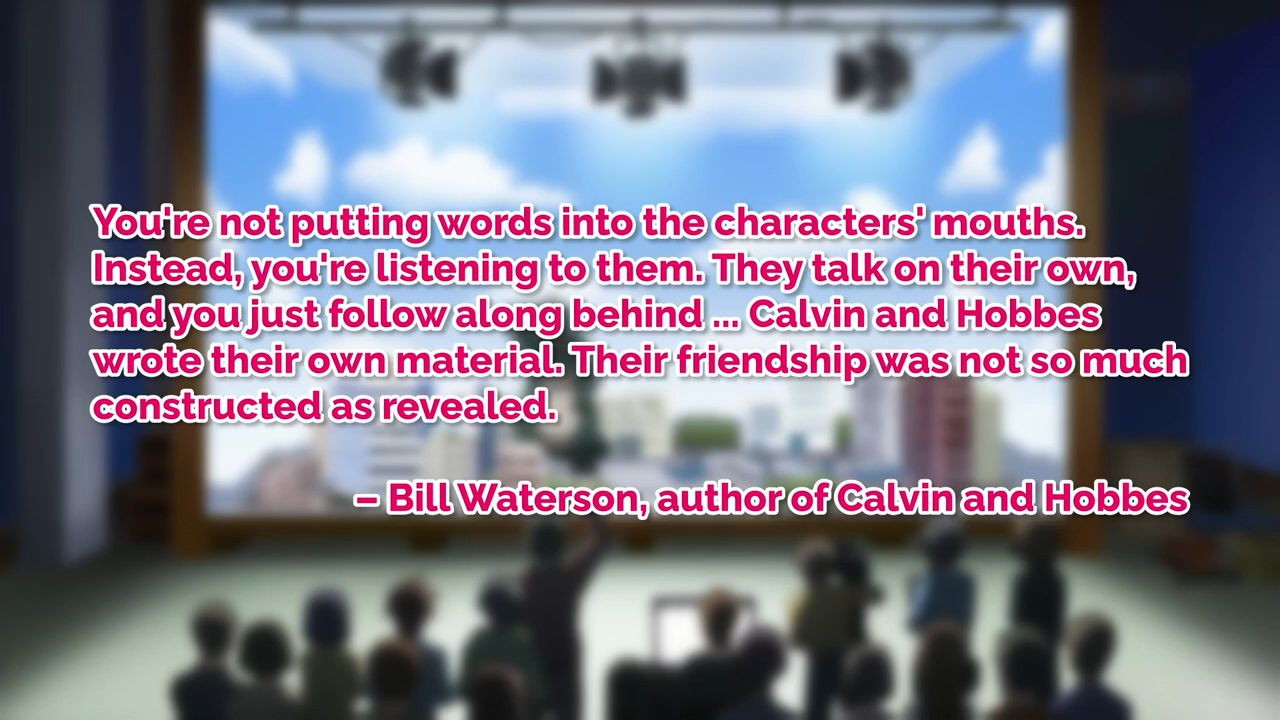 You're not putting words into the characters' mouths.
Instead, you're listening to them. They talk on their own,
and you just follow along behind ... Calvin and Hobbes
wrote their own material. Their friendship was not so much
constructed as revealed.
– Bill Waterson, author of Calvin and Hobbes